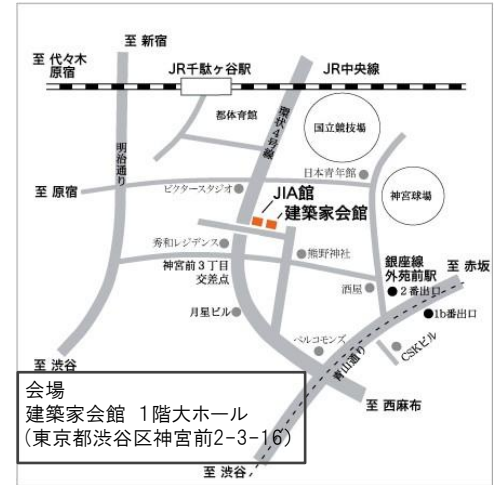 至 新宿
至 代々木
原宿
JR千駄ヶ谷駅
JR中央線
都体育館
環状4号線
国立競技場
明治通り
日本青年館
至 原宿
ビクタースタジオ
神宮球場
JIA館
建築家会館
秀和レジデンス
熊野神社
神宮前3丁目
交差点
銀座線
外苑前駅
至 赤坂
酒屋
2番出口
月星ビル
1b番出口
ベルコモンズ
CSKビル
青山通り
至 渋谷
至 西麻布
会場
建築家会館 1階大ホール
(東京都渋谷区神宮前2-3-16)
至 渋谷